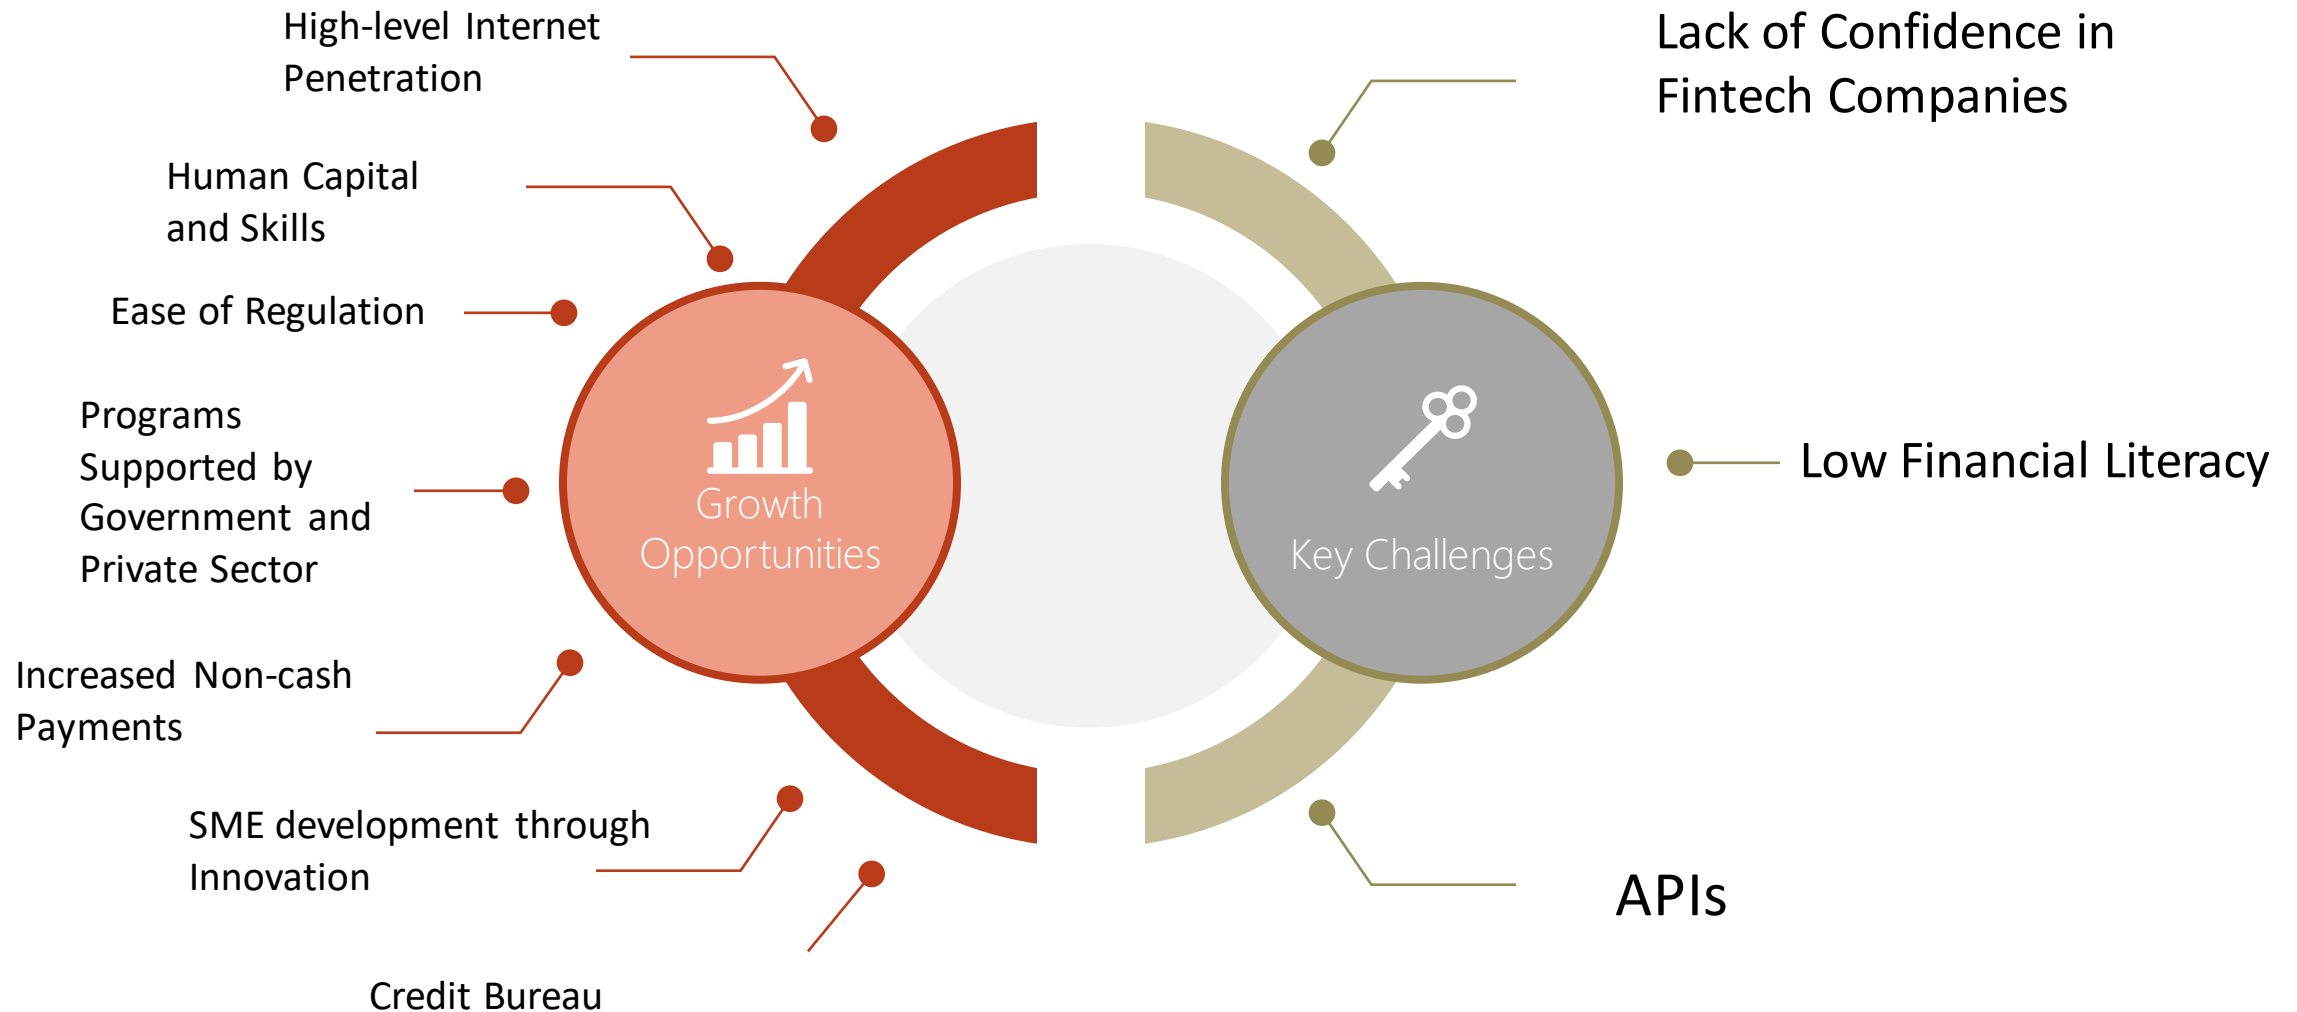 High-level Internet
Penetration
Human Capital
and Skills
Ease of Regulation
Programs
Supported by
Government and
Private Sector
Increased Non-cash
Payments
SME development through
Innovation
Credit Bureau
Growth
Opportunities
Key Challenges
Lack of Confidence in
Fintech Companies
Low Financial Literacy
APIs